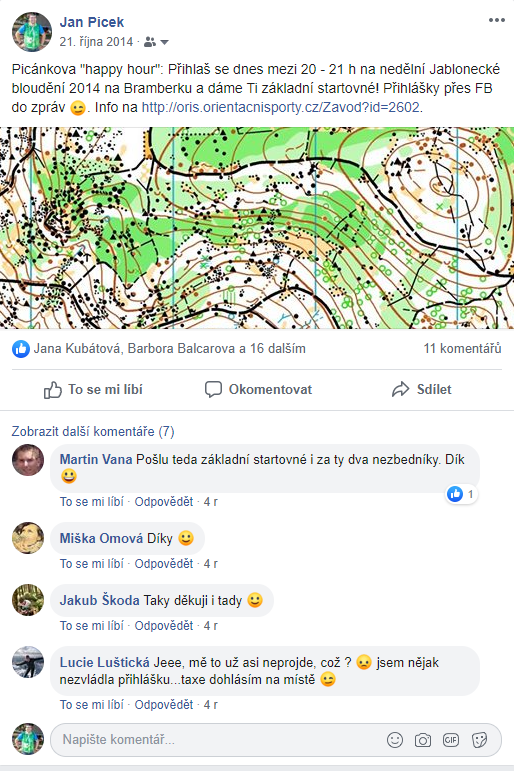 Jan Picek
21. října 2014 ·
Picánkova "happy hour": Přihlaš se dnes mezi 20 - 21 h na nedělní Jablonecké
bloudění 2014 na Bramberku a dáme Ti základní startovné! Přihlášky přes FB
do zpráv 😉. Info na http://oris.orientacnisporty.cz/Zavod?id=2602.
Jana Kubátová, Barbora Balcarova a 16 dalším
11 komentářů
To se mi líbí
Okomentovat
Sdílet
Zobrazit další komentáře (7)
Martin Vana Pošlu teda základní startovné i za ty dva nezbedníky. Dík
😀
1
To se mi líbí · Odpovědět · 4 r
Miška Omová Díky 🙂
To se mi líbí · Odpovědět · 4 r
Jakub Škoda Taky děkuji i tady 🙂
To se mi líbí · Odpovědět · 4 r
Lucie Luštická Jeee, mě to už asi neprojde, což ? 😟 jsem nějak
nezvládla přihlášku...taxe dohlásím na místě 😉
To se mi líbí · Odpovědět · 4 r
Napište komentář...
GIF